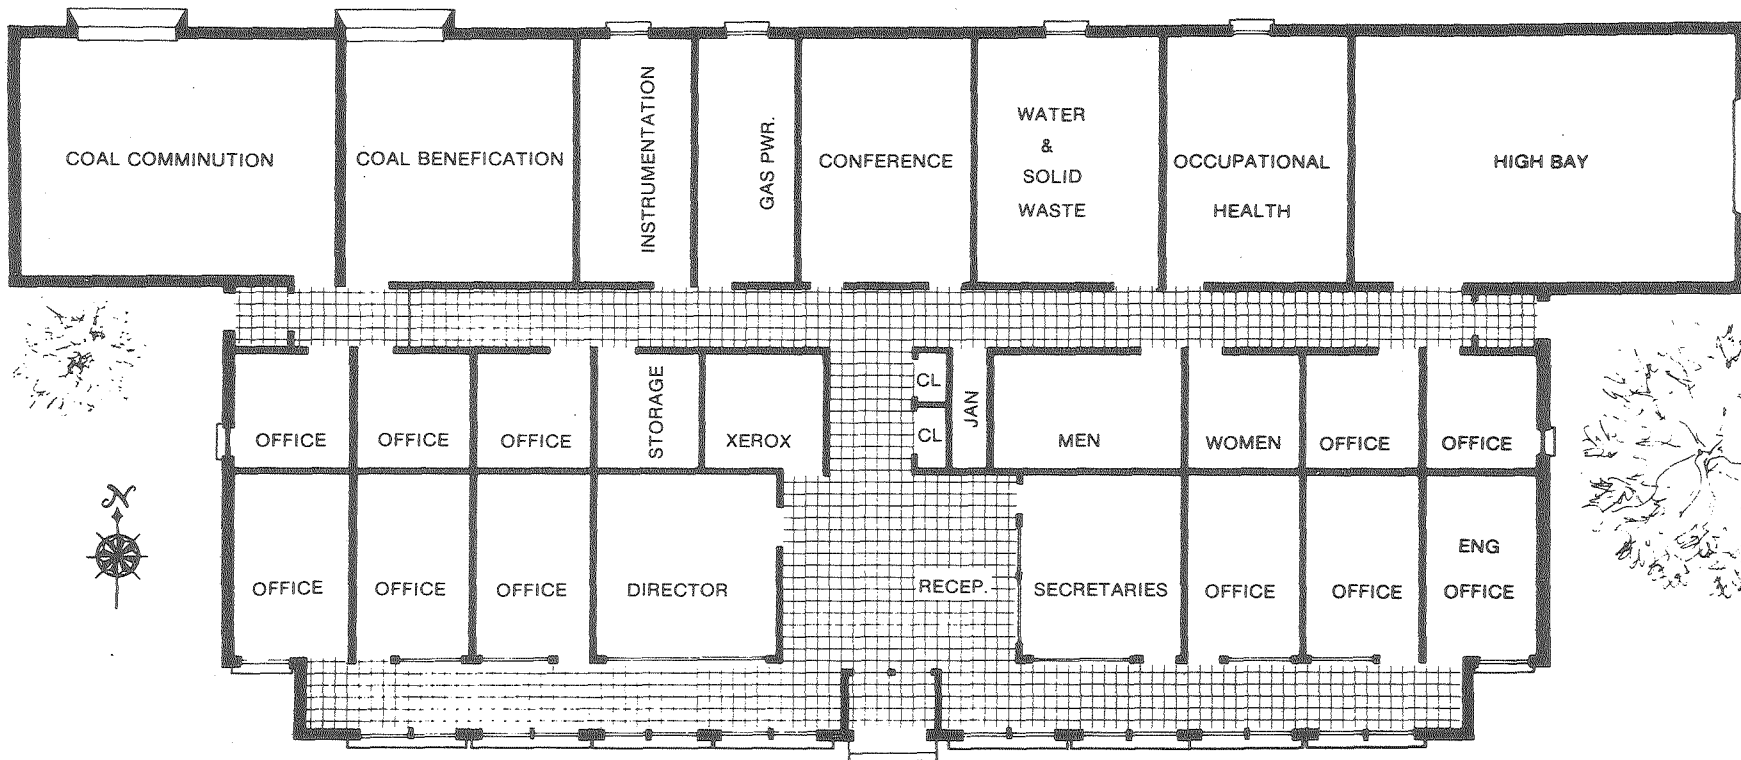 COAL COMMINUTION
COAL BENEFICATION
INSTRUMENTATION
GAS PWR.
CONFERENCE
WATER
&
SOLID
WASTE
OCCUPATIONAL
HEALTH
HIGH BAY
OFFICE
OFFICE
OFFICE
STORAGE
XEROX
CL
CL
JAN
MEN
WOMEN
OFFICE
OFFICE
N
OFFICE
OFFICE
OFFICE
DIRECTOR
RECEP.
SECRETARIES
OFFICE
OFFICE
ENG
OFFICE